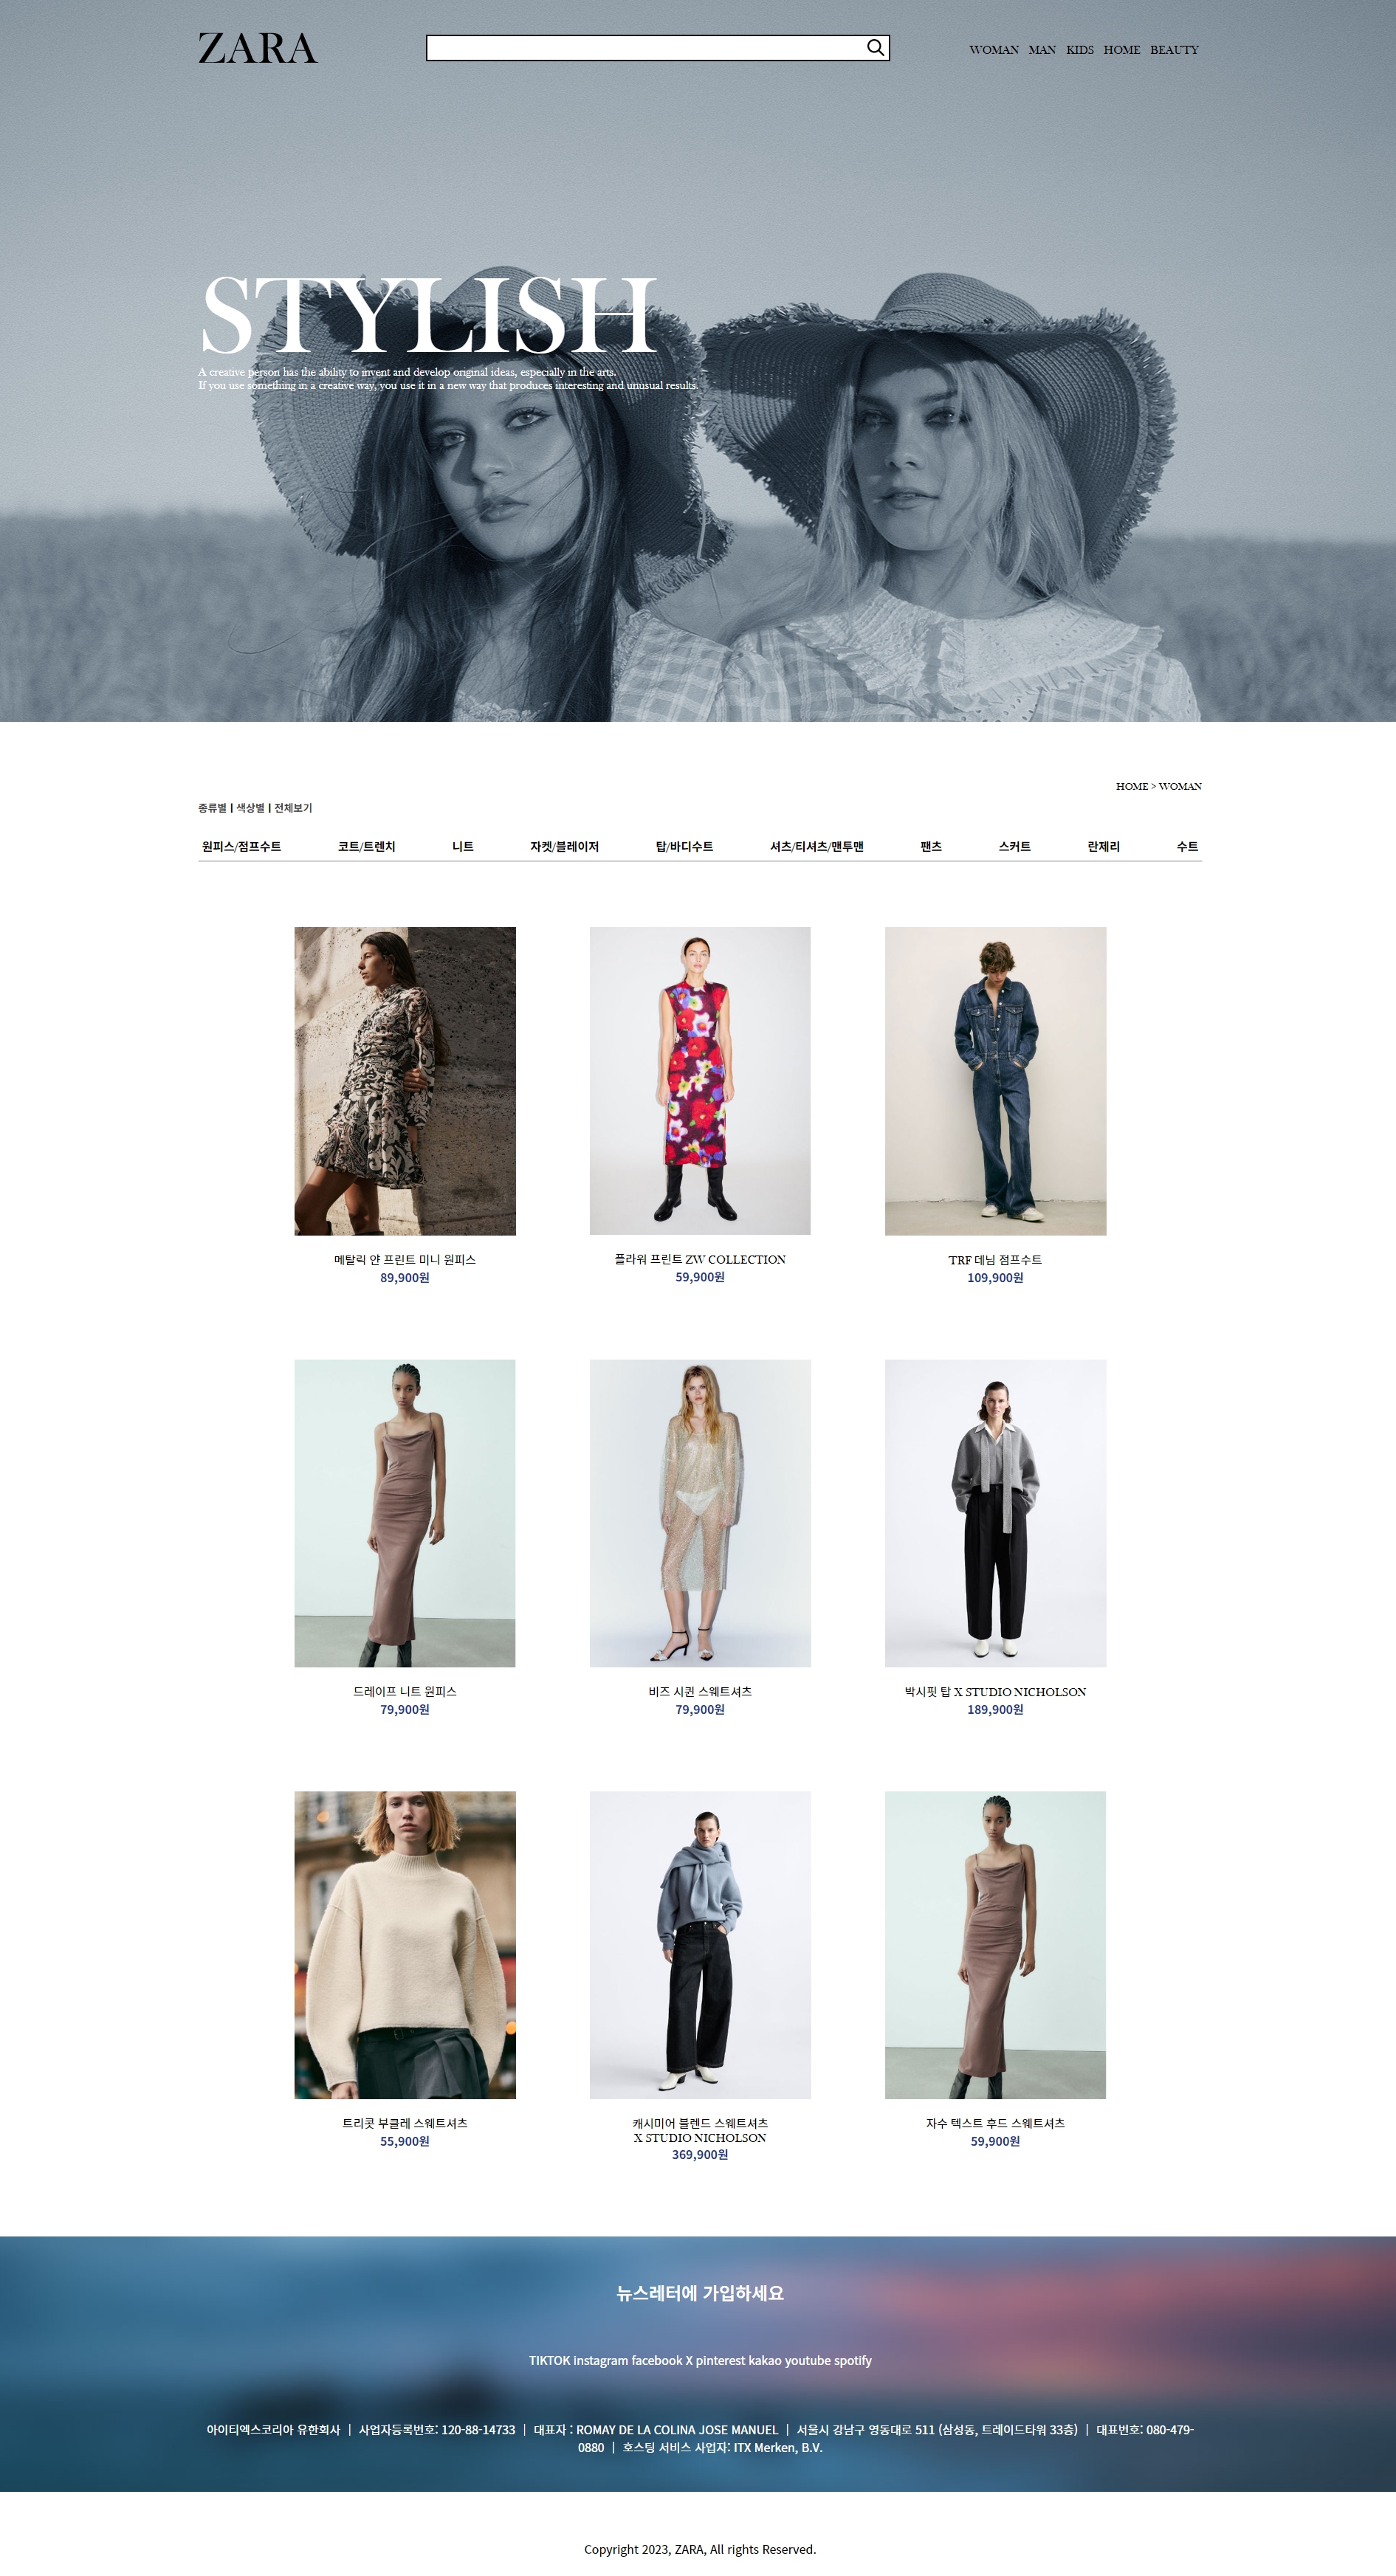 ZARA
WOMAN MAN KIDS HOME BEAUTY
STYLISH
A creative person has the ability to invent and develop original ideas, especially in the arts.
If you use something in a creative way, you use it in a new way that produces interesting and unusual results.
HOME > WOMAN
종류별 | 색상별 | 전체보기
원피스/점프수트 코트/트렌치 니트 자켓/블레이저 탑/바디수트 셔츠/티셔츠/맨투맨 팬츠 스커트 란제리 수트
메탈릭 얀 프린트 미니 원피스
89,900원
플라워 프린트 ZW COLLECTION
59,900원
TRF 데님 점프수트
109,900원
드레이프 니트 원피스
79,900원
비즈 시퀸 스웨트셔츠
79,900원
박시핏 탑 X STUDIO NICHOLSON
189,900원
트리콧 부클레 스웨트셔츠
55,900원
캐시미어 블렌드 스웨트셔츠
X STUDIO NICHOLSON
369,900원
자수 텍스트 후드 스웨트셔츠
59,900원
뉴스레터에 가입하세요
TIKTOK instagram facebook X pinterest kakao youtube spotify
아이티엑스코리아 유한회사 | 사업자등록번호: 120-88-14733 | 대표자 : ROMAY DE LA COLINA JOSE MANUEL | 서울시 강남구 영동대로 511 (삼성동, 트레이드타워 33층) | 대표번호: 080-479-
0880 | 호스팅 서비스 사업자: ITX Merken, B.V.
Copyright 2023, ZARA, All rights Reserved.